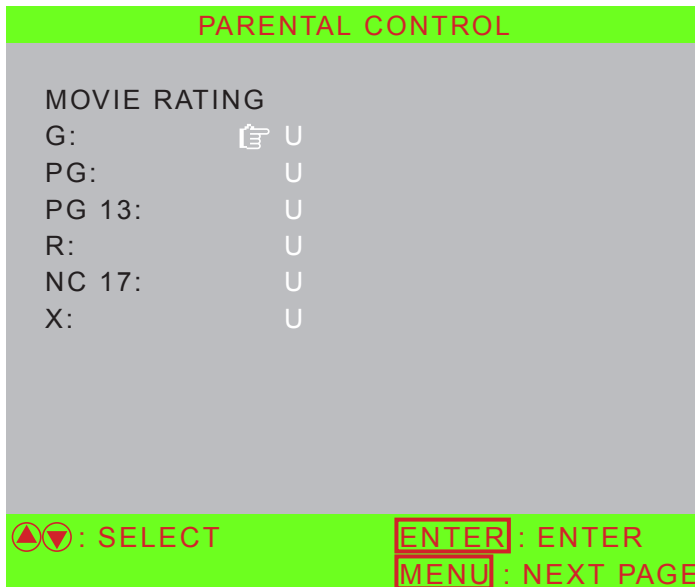 PARENTAL CONTROL
MOVIE RATING
G: U
PG: U
PG 13: U
R: U
NC 17: U
X: U
: SELECT ENTER : ENTER
MENU : NEXT PAGE